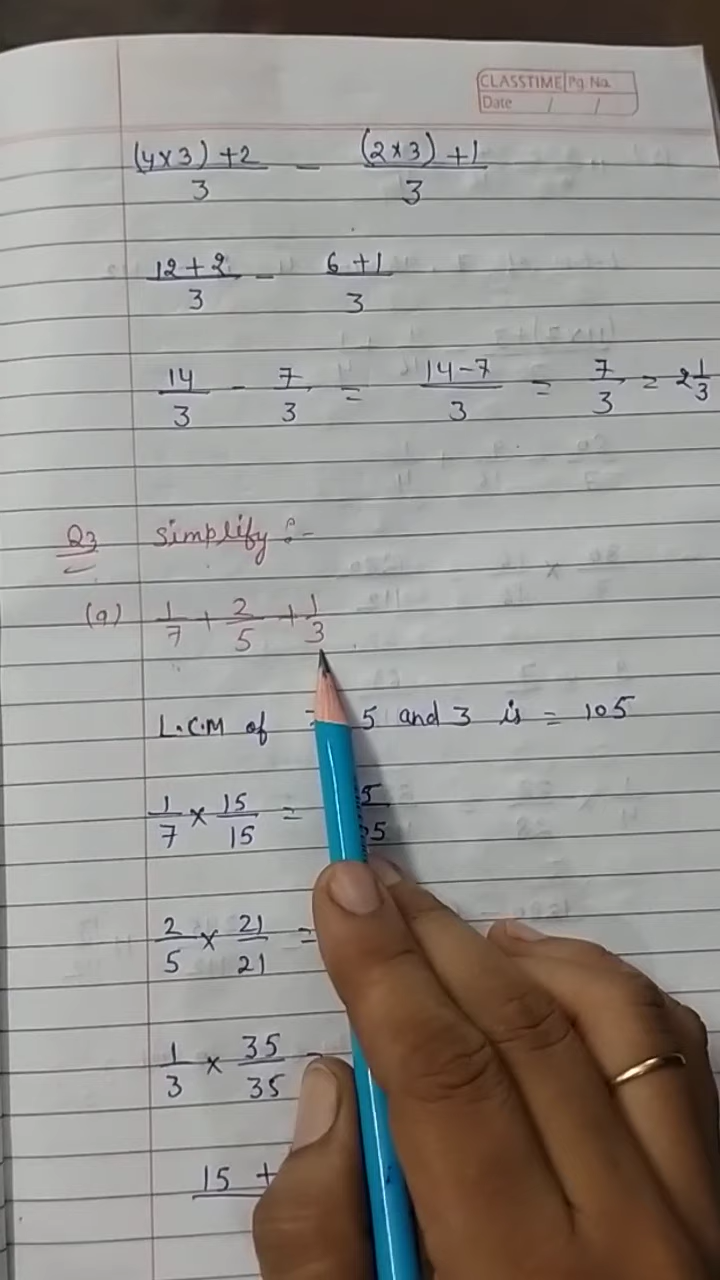 CLASSTIME Pg. No.
Date / /
(4×3)+2/3 - (2×3)+1/3
12+2/3 - 6+1/3
14/3 - 7/3 = 14-7/3 = 7/3 = 2 1/3
Q3 Simplify :-
(a) 1/7 + 2/5 + 1/3
L.C.M of 5 and 3 is = 105
1/7 × 15/15 =
2/5 × 21/21 =
1/3 × 35/35 =
15 +